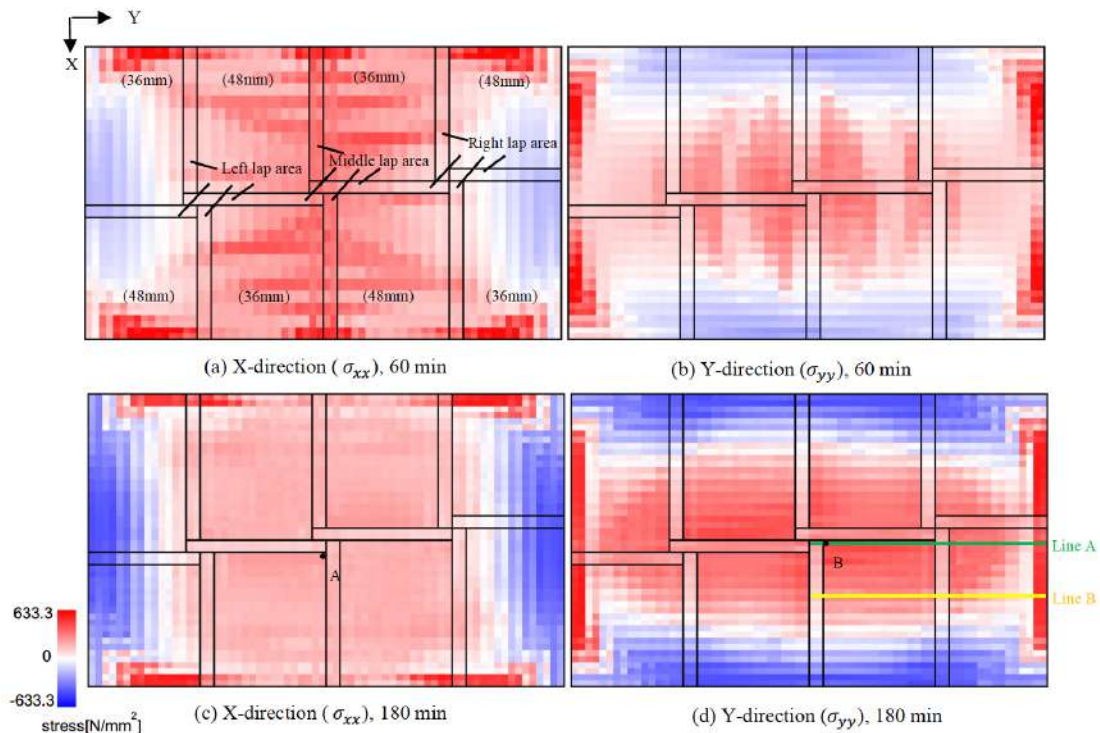 Y
X
(36mm) (48mm) (36mm) (48mm)
Right lap area
Left lap area Middle lap area
(48mm) (36mm) (48mm) (36mm)
(a) X-direction ( σxx), 60 min
(b) Y-direction (σyy), 60 min
A
B
Line A
Line B
633.3
0
-633.3
stress[N/mm²]
(c) X-direction ( σxx), 180 min
(d) Y-direction (σyy), 180 min